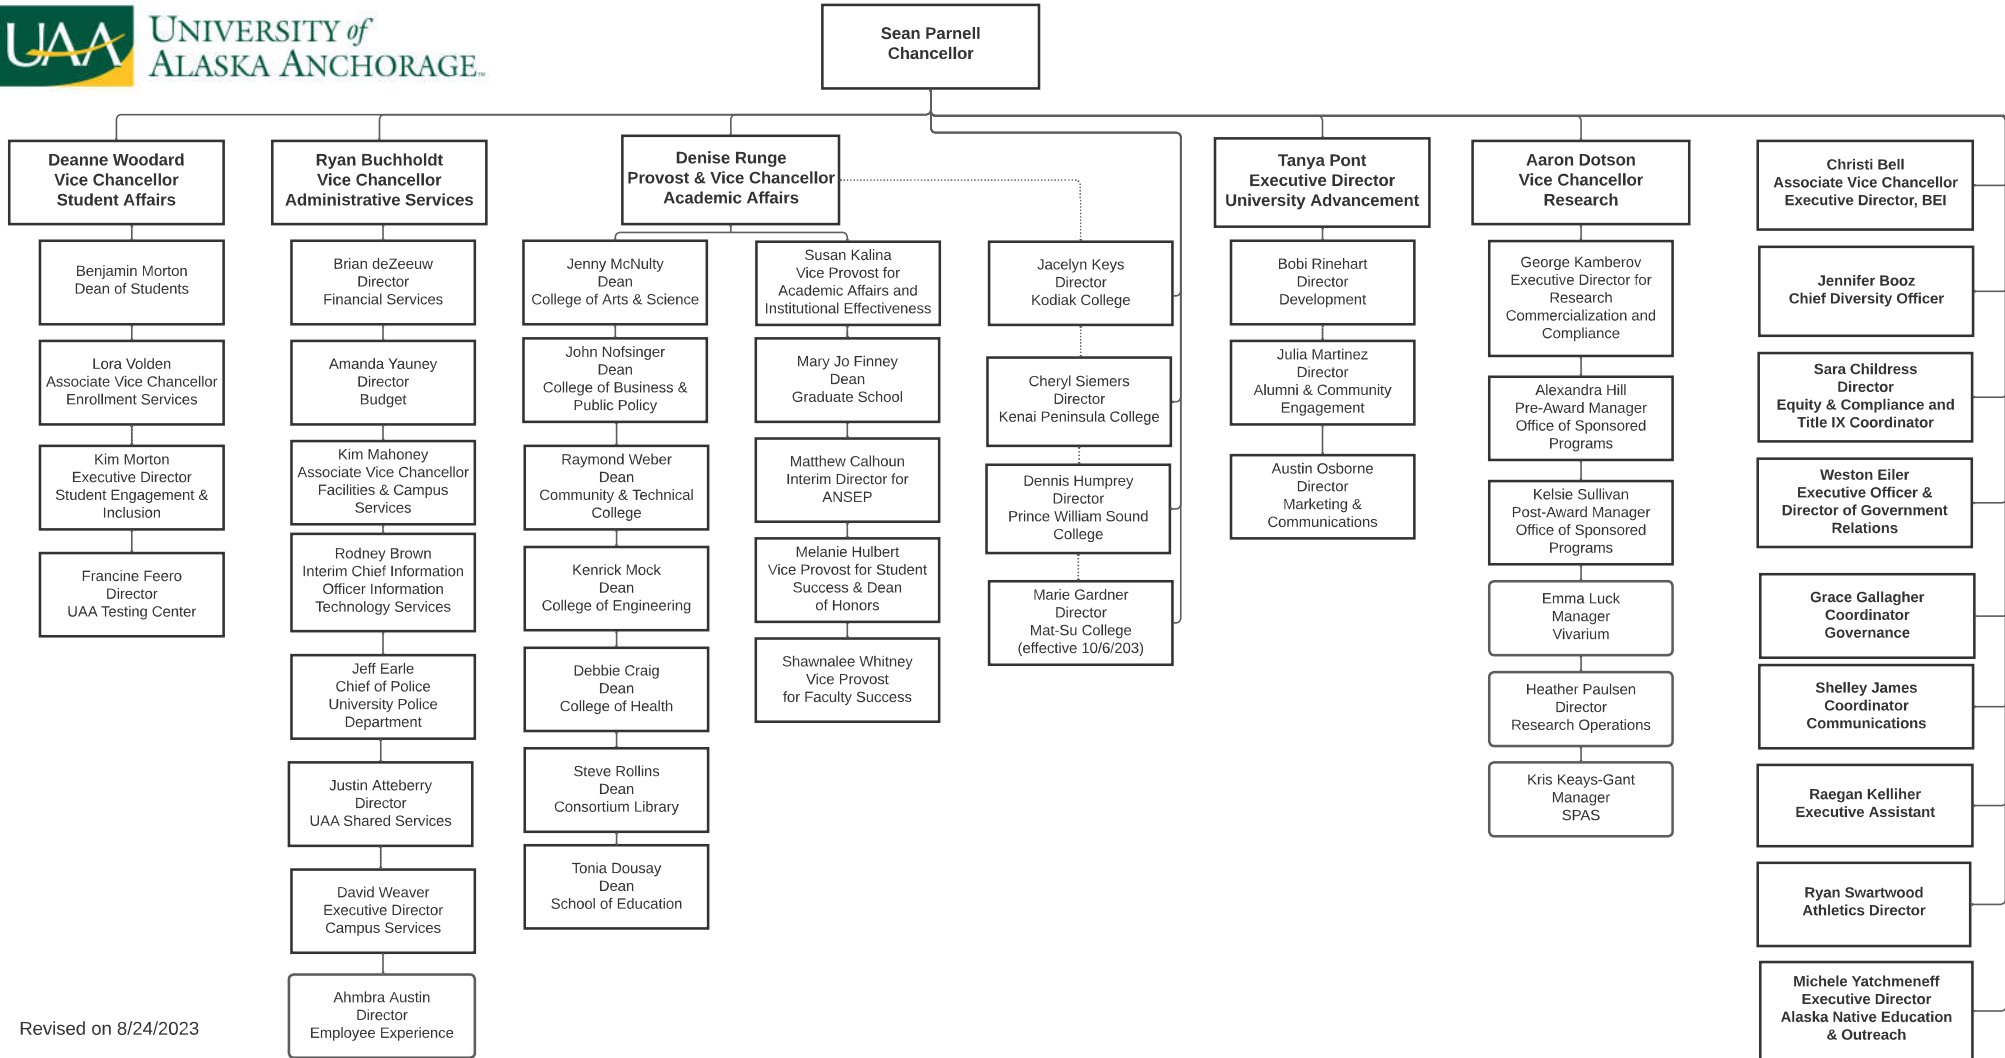 UAA
UNIVERSITY of
ALASKA ANCHORAGE™
Sean Parnell
Chancellor
Deanne Woodard
Vice Chancellor
Student Affairs
Benjamin Morton
Dean of Students
Lora Volden
Associate Vice Chancellor
Enrollment Services
Kim Morton
Executive Director
Student Engagement &
Inclusion
Francine Feero
Director
UAA Testing Center
Ryan Buchholdt
Vice Chancellor
Administrative Services
Brian deZeeuw
Director
Financial Services
Amanda Yauney
Director
Budget
Kim Mahoney
Associate Vice Chancellor
Facilities & Campus
Services
Rodney Brown
Interim Chief Information
Officer Information
Technology Services
Jeff Earle
Chief of Police
University Police
Department
Justin Atteberry
Director
UAA Shared Services
David Weaver
Executive Director
Campus Services
Ahmbra Austin
Director
Employee Experience
Denise Runge
Provost & Vice Chancellor
Academic Affairs
Jenny McNulty
Dean
College of Arts & Science
John Nofsinger
Dean
College of Business &
Public Policy
Raymond Weber
Dean
Community & Technical
College
Kenrick Mock
Dean
College of Engineering
Debbie Craig
Dean
College of Health
Steve Rollins
Dean
Consortium Library
Tonia Dousay
Dean
School of Education
Susan Kalina
Vice Provost for
Academic Affairs and
Institutional Effectiveness
Mary Jo Finney
Dean
Graduate School
Matthew Calhoun
Interim Director for
ANSEP
Melanie Hulbert
Vice Provost for Student
Success & Dean
of Honors
Shawnalee Whitney
Vice Provost
for Faculty Success
Jacelyn Keys
Director
Kodiak College
Cheryl Siemers
Director
Kenai Peninsula College
Dennis Humprey
Director
Prince William Sound
College
Marie Gardner
Director
Mat-Su College
(effective 10/6/203)
Tanya Pont
Executive Director
University Advancement
Bobi Rinehart
Director
Development
Julia Martinez
Director
Alumni & Community
Engagement
Austin Osborne
Director
Marketing &
Communications
Aaron Dotson
Vice Chancellor
Research
George Kamberov
Executive Director for
Research
Commercialization and
Compliance
Alexandra Hill
Pre-Award Manager
Office of Sponsored
Programs
Kelsie Sullivan
Post-Award Manager
Office of Sponsored
Programs
Emma Luck
Manager
Vivarium
Heather Paulsen
Director
Research Operations
Kris Keays-Gant
Manager
SPAS
Christi Bell
Associate Vice Chancellor
Executive Director, BEI
Jennifer Booz
Chief Diversity Officer
Sara Childress
Director
Equity & Compliance and
Title IX Coordinator
Weston Eiler
Executive Officer &
Director of Government
Relations
Grace Gallagher
Coordinator
Governance
Shelley James
Coordinator
Communications
Raegan Kelliher
Executive Assistant
Ryan Swartwood
Athletics Director
Michele Yatchmeneff
Executive Director
Alaska Native Education
& Outreach
Revised on 8/24/2023